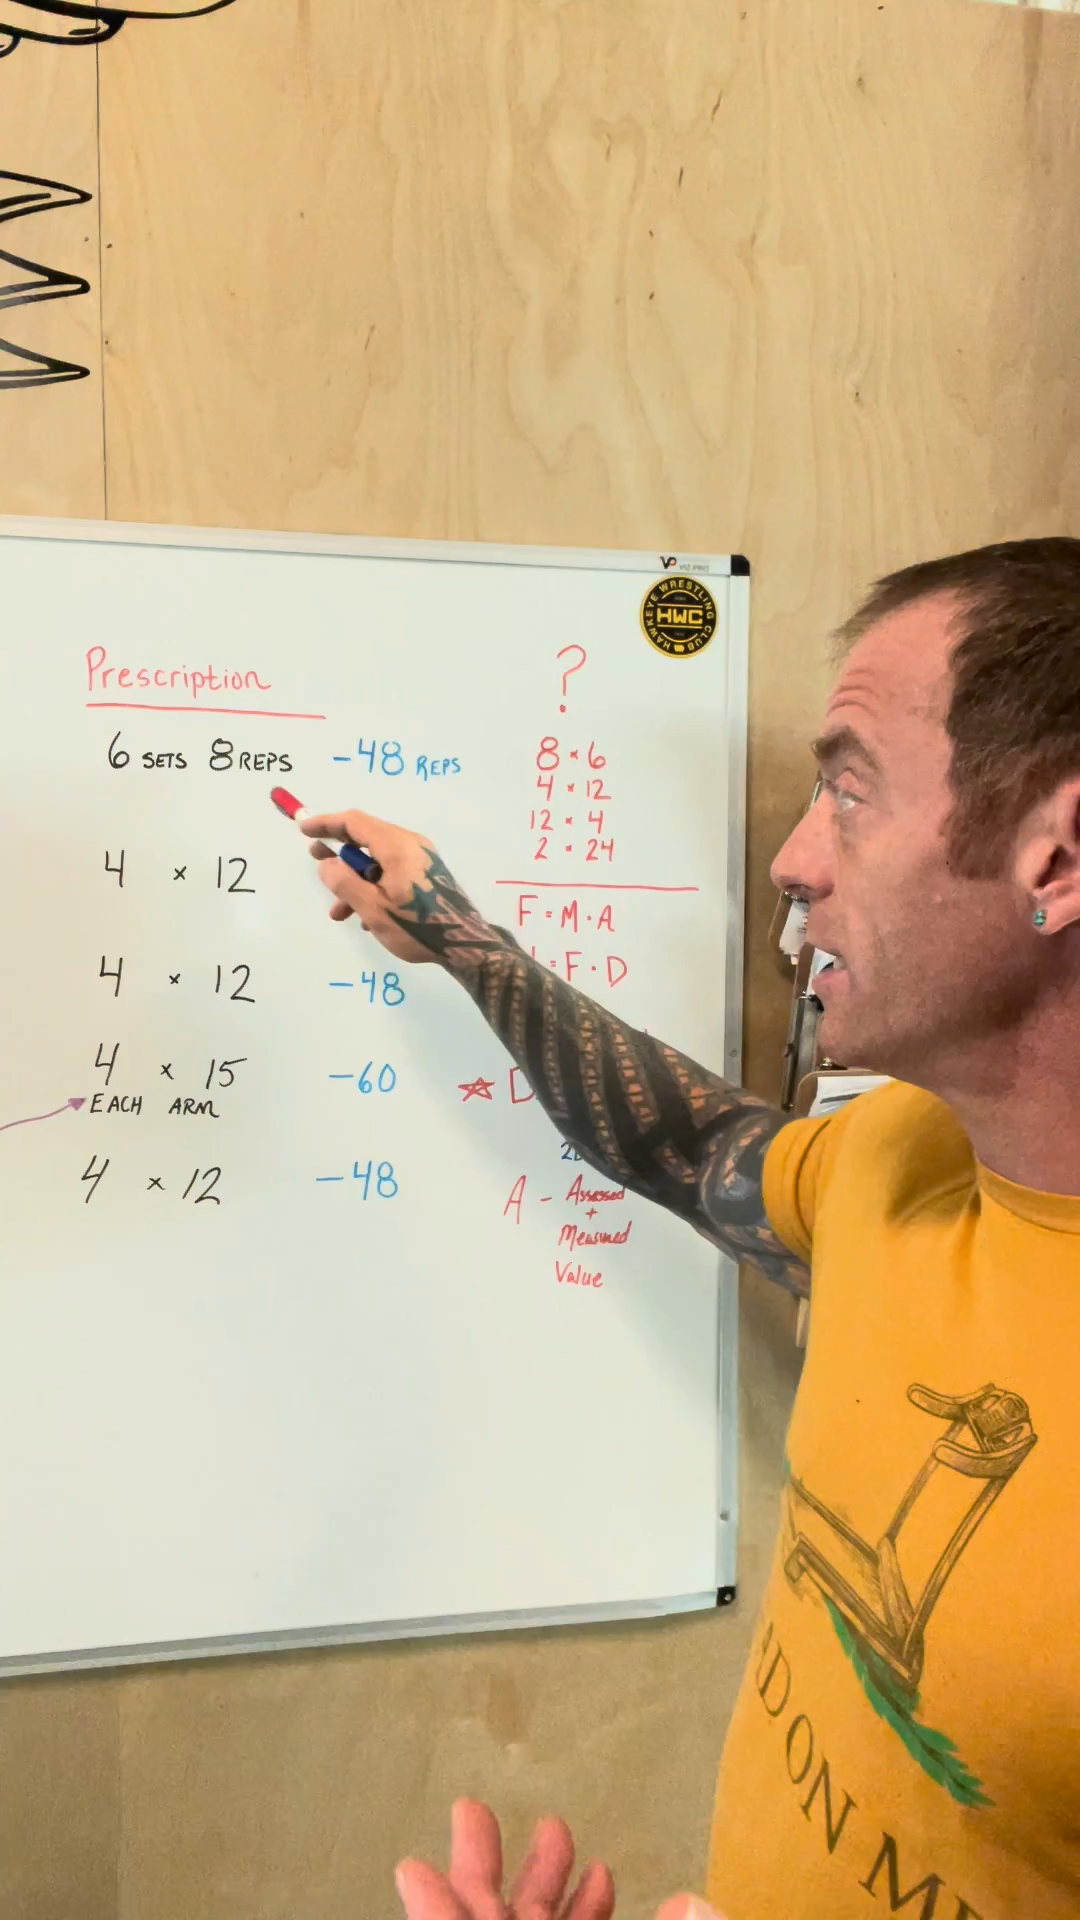 HAWKEYE WRESTLING CLUB
HWC
Prescription
6 SETS 8 REPS -48 REPS
4 × 12
4 × 12 -48
4 × 15 -60
EACH ARM
4 × 12 -48
?
8 × 6
4 × 12
12 × 4
2 × 24
F = M · A
= F · D
D
A - Assessed
+
Measured
Value
ON